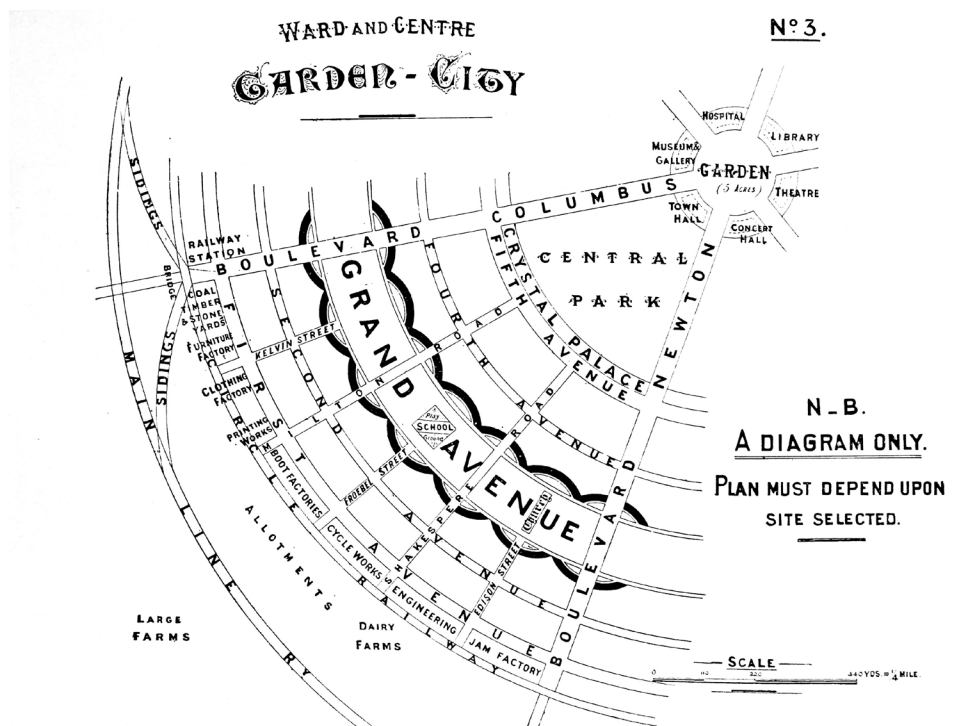 WARD AND CENTRE
GARDEN-CITY
Nº 3.
HOSPITAL
LIBRARY
MUSEUM &
GALLERY
GARDEN
(5 ACRES)
THEATRE
TOWN
HALL
CONCERT
HALL
BOULEVARD COLUMBUS
BOULEVARD NEWTON
CENTRAL
PARK
CRYSTAL PALACE
FIFTH AVENUE
FOURTH AVENUE
GRAND AVENUE
Play
SCHOOL
Ground
CHURCH
SECOND AVENUE
FIRST AVENUE
KELVIN STREET
FROEBEL STREET
SHAKESPERE ROAD
EDISON STREET
SIDINGS
RAILWAY
STATION
BRIDGE
COAL
TIMBER
& STONE
YARDS
FURNITURE
FACTORY
CLOTHING
FACTORY
PRINTING
WORKS
BOOT FACTORIES
CYCLE WORKS
ENGINEERING
JAM FACTORY
CIRCLE RAILWAY
SIDINGS
MAIN LINE RY
ALLOTMENTS
LARGE
FARMS
DAIRY
FARMS
N-B.
A DIAGRAM ONLY.
PLAN MUST DEPEND UPON
SITE SELECTED.
SCALE
0 110 220 440 YDS. = ¼ MILE.